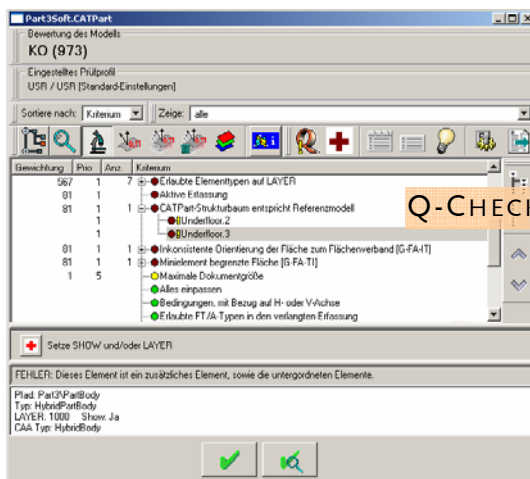 Part3Soft.CATPart
Bewertung des Modells
KO (973)
Eingestelltes Prüfprofil
USR / USR [Standard-Einstellungen]
Sortiere nach: Kriterium Zeige: alle
Gewichtung Prio Anz. Kriterium
567 1 7 Erlaubte Elementtypen auf LAYER
81 1 Aktive Erfassung
81 1 1 CATPart-Strukturbaum entspricht Referenzmodell
1 Underfloor.2
1 Underfloor.3
Q-CHECK
81 1 1 Inkonsistente Orientierung der Fläche zum Flächenverband [G-FA-IT]
81 1 1 Minielement begrenzte Fläche [G-FA-TI]
1 5 Maximale Dokumentgröße
Alles einpassen
Bedingungen, mit Bezug auf H- oder V-Achse
Erlaubte FT/A-Typen in den verlangten Erfassung
Setze SHOW und/oder LAYER
FEHLER: Dieses Element ist ein zusätzliches Element, sowie die untergordneten Elemente.
Pfad: Part3\PartBody
Typ: HybridPartBody
LAYER: 1000 Show: Ja
CAA Typ: HybridBody